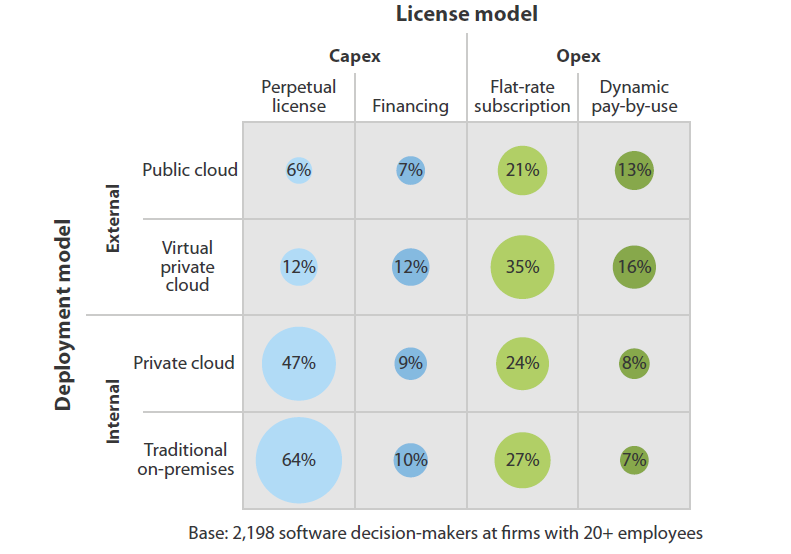 License model
Capex
Opex
Perpetual
license
Financing
Flat-rate
subscription
Dynamic
pay-by-use
Deployment model
External
Public cloud
6%
7%
21%
13%
Virtual
private
cloud
12%
12%
35%
16%
Internal
Private cloud
47%
9%
24%
8%
Traditional
on-premises
64%
10%
27%
7%
Base: 2,198 software decision-makers at firms with 20+ employees